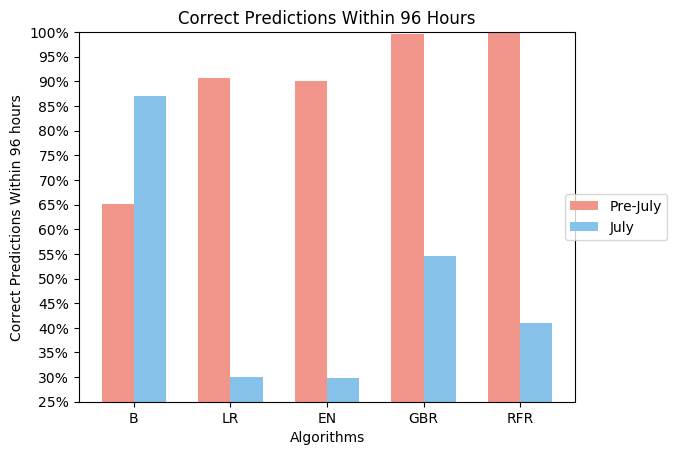 Correct Predictions Within 96 Hours
Correct Predictions Within 96 hours
100%
95%
90%
85%
80%
75%
70%
65%
60%
55%
50%
45%
40%
35%
30%
25%
Pre-July
July
B LR EN GBR RFR
Algorithms